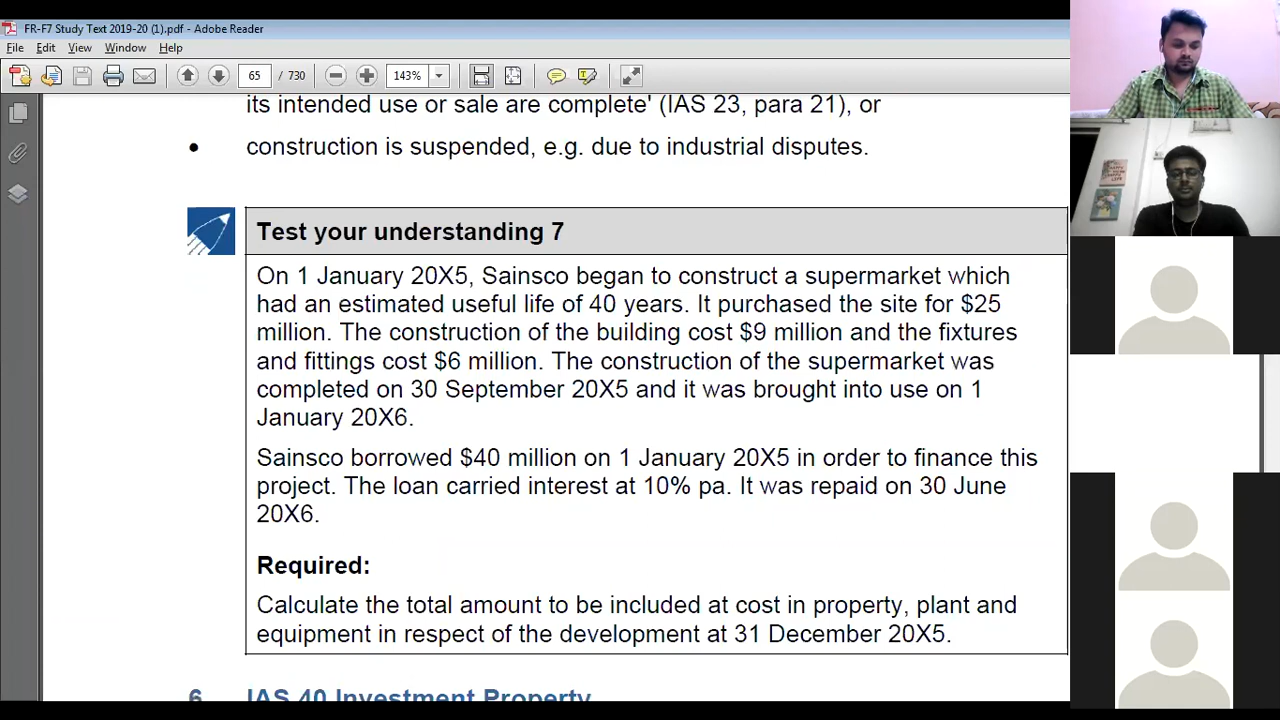 FR-F7 Study Text 2019-20 (1).pdf - Adobe Reader
File Edit View Window Help
65 / 730 143%
its intended use or sale are complete' (IAS 23, para 21), or
• construction is suspended, e.g. due to industrial disputes.
Test your understanding 7
On 1 January 20X5, Sainsco began to construct a supermarket which
had an estimated useful life of 40 years. It purchased the site for $25
million. The construction of the building cost $9 million and the fixtures
and fittings cost $6 million. The construction of the supermarket was
completed on 30 September 20X5 and it was brought into use on 1
January 20X6.
Sainsco borrowed $40 million on 1 January 20X5 in order to finance this
project. The loan carried interest at 10% pa. It was repaid on 30 June
20X6.
Required:
Calculate the total amount to be included at cost in property, plant and
equipment in respect of the development at 31 December 20X5.
6 IAS 40 Investment Property